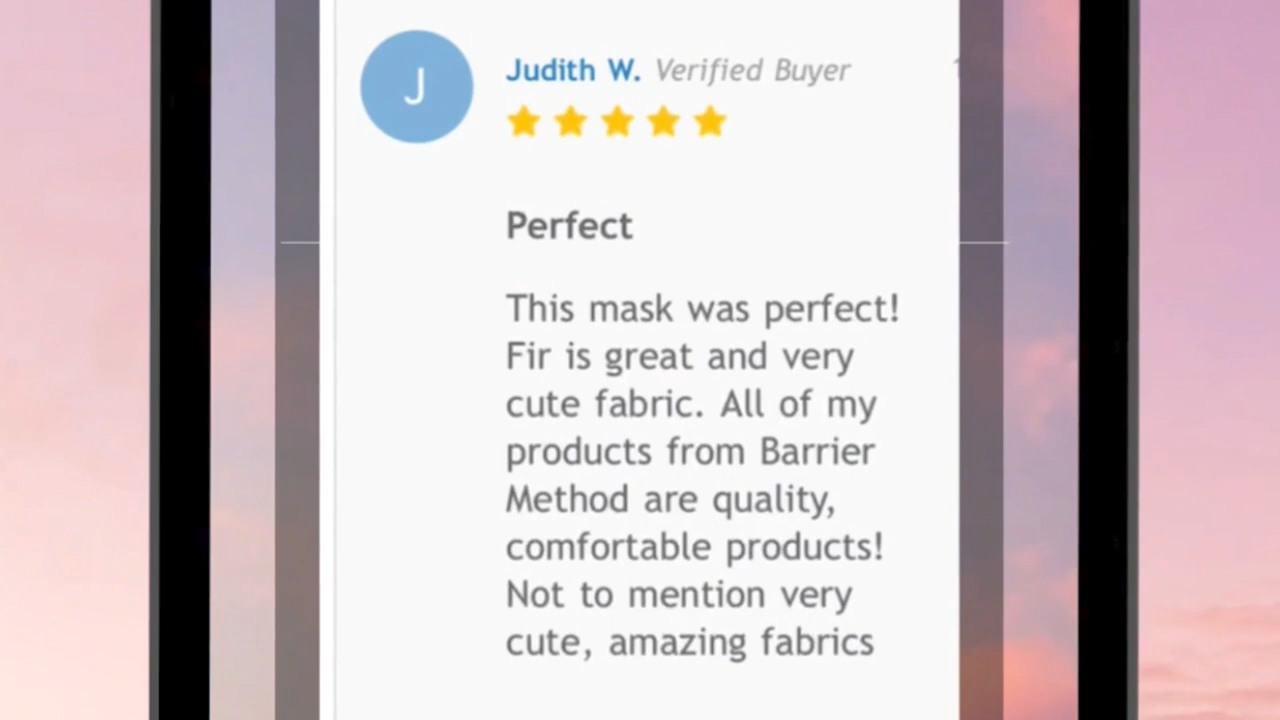 J
Judith W. Verified Buyer
Perfect
This mask was perfect!
Fir is great and very
cute fabric. All of my
products from Barrier
Method are quality,
comfortable products!
Not to mention very
cute, amazing fabrics